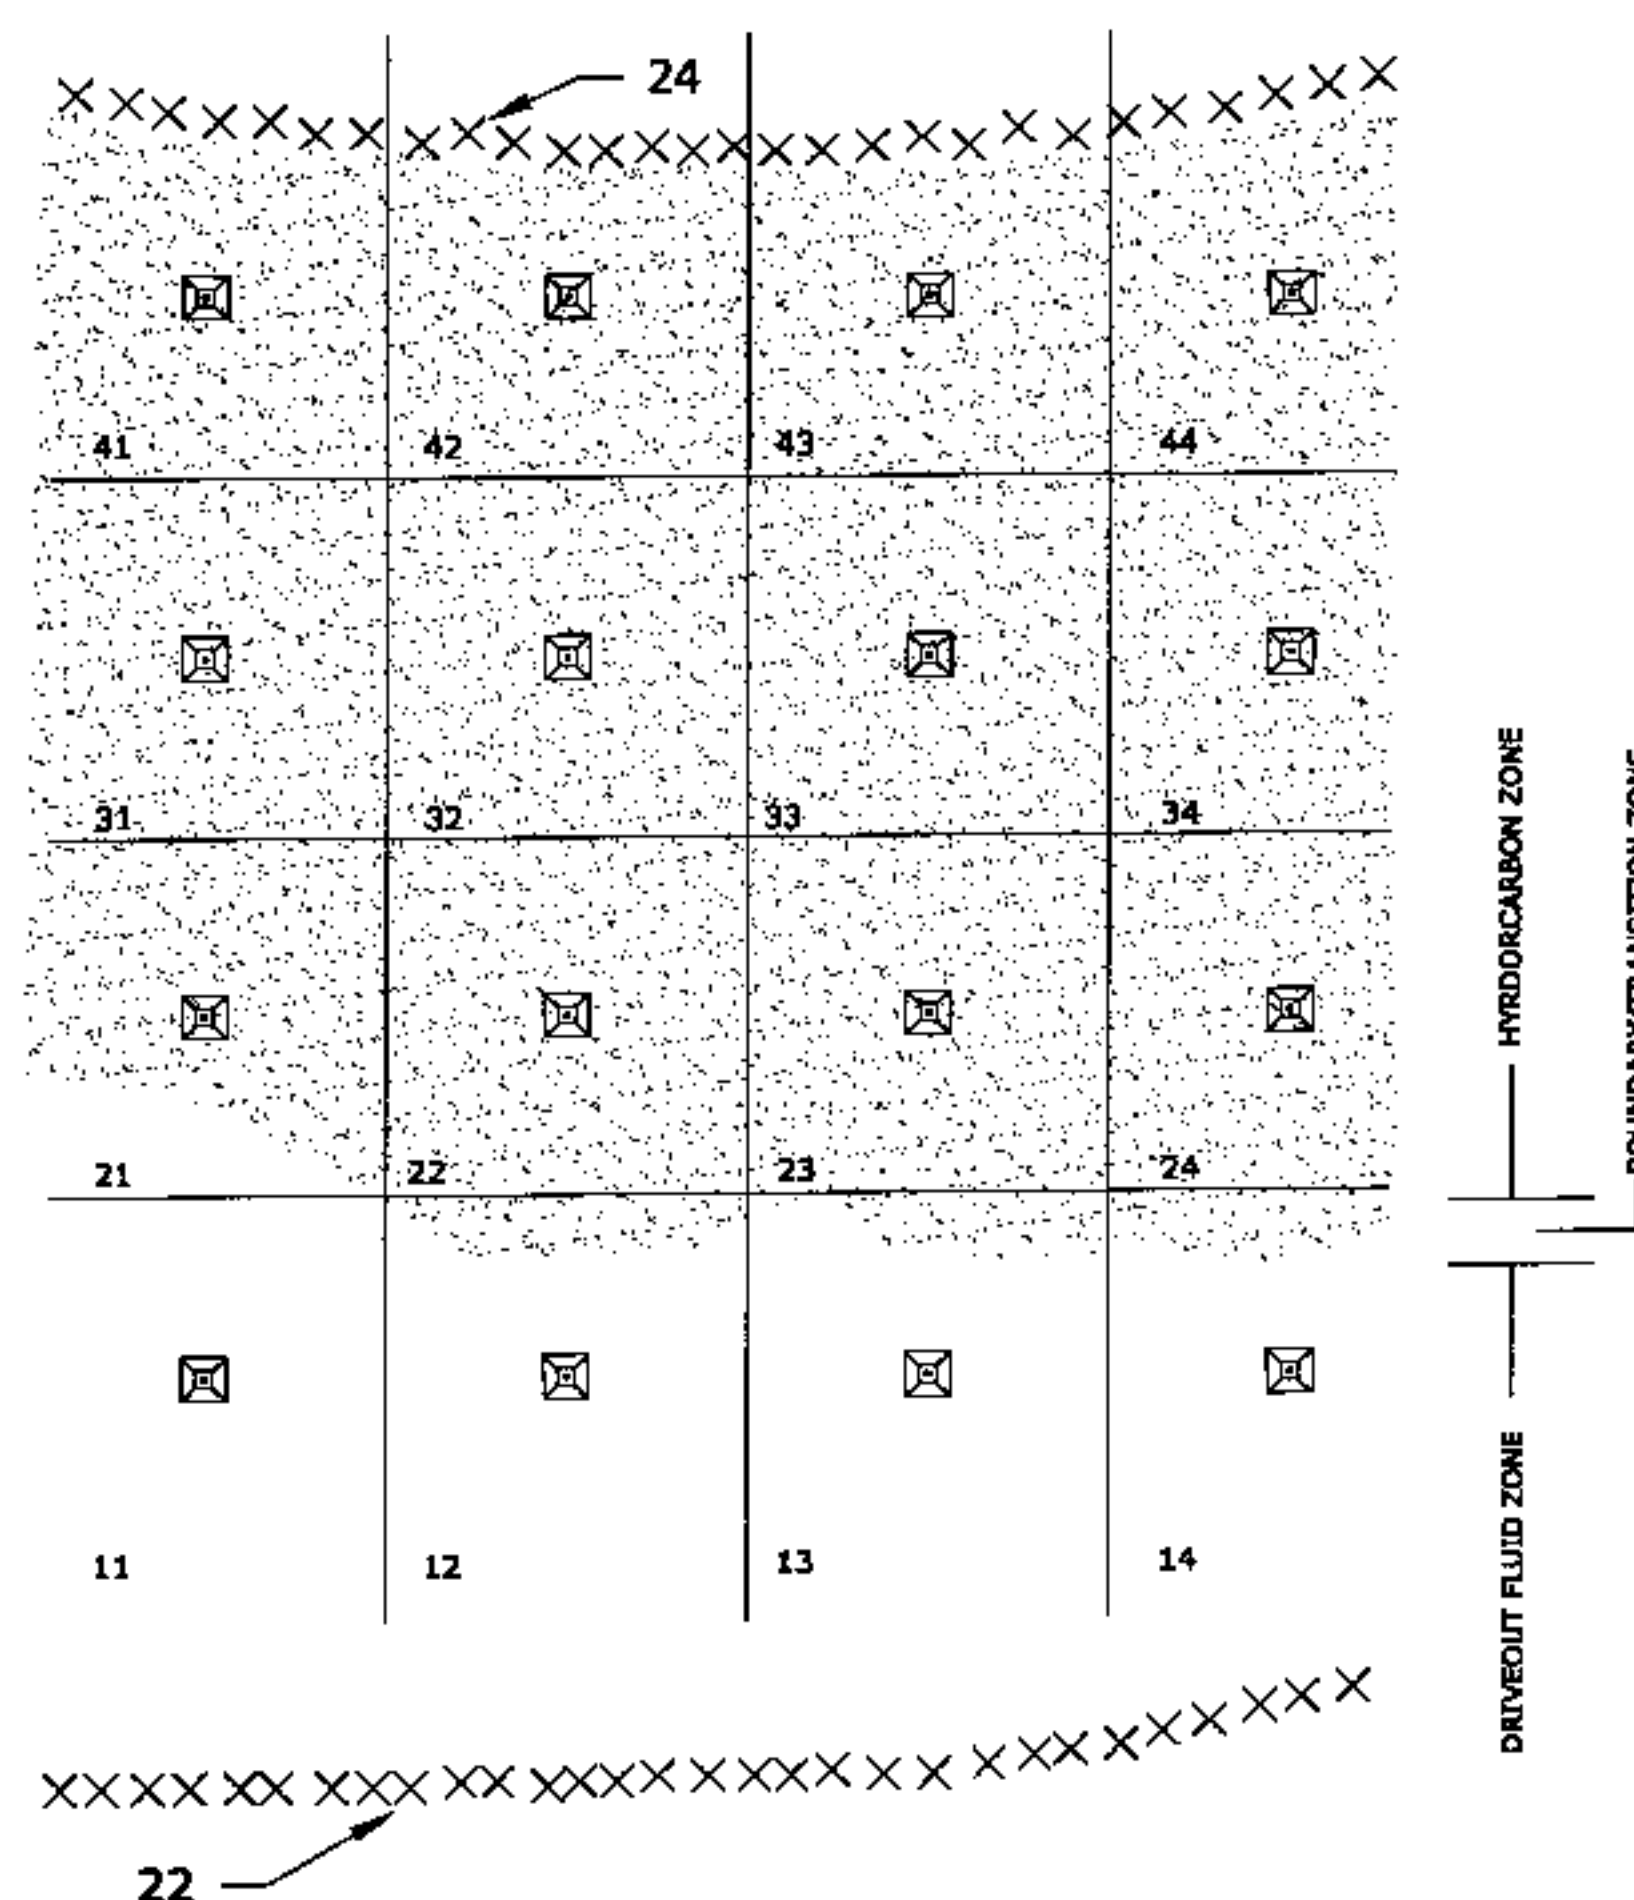 24
41 42 43 44
31 32 33 34
21 22 23 24
11 12 13 14
22
HYRDORCARBON ZONE
DRIVEOUT FLUID ZONE